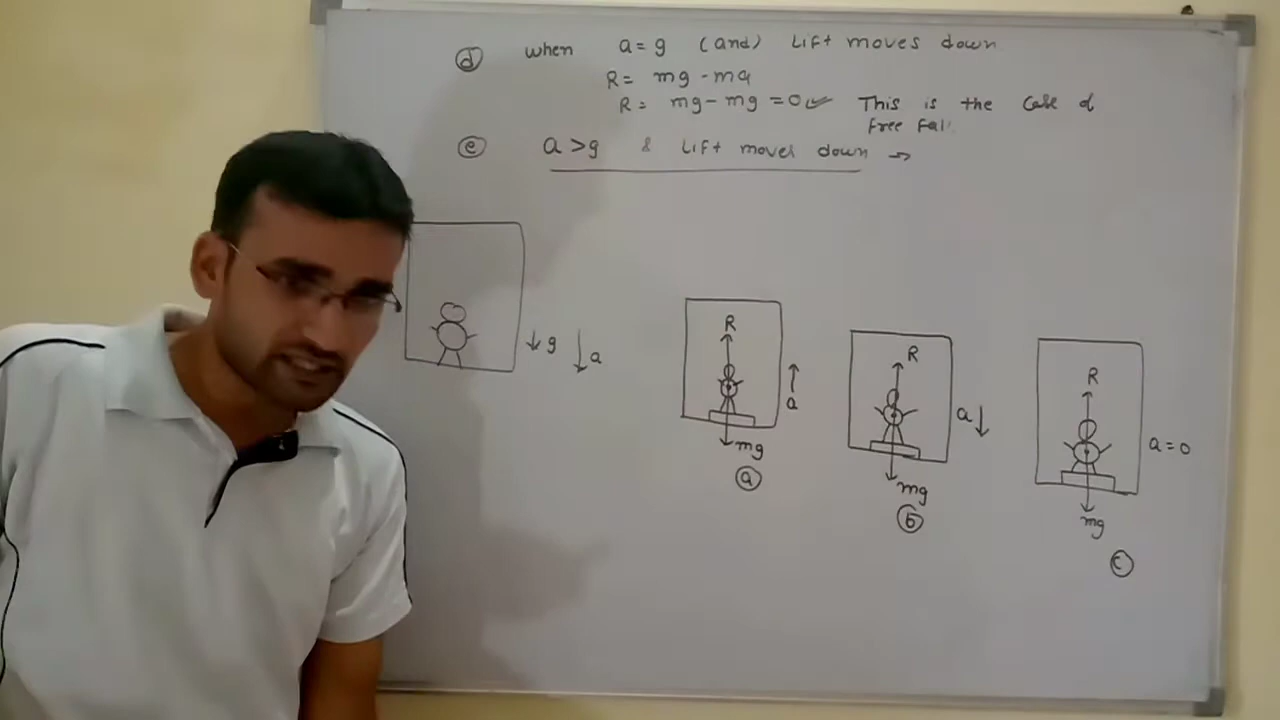 (d) when a = g (and) Lift moves down
R = mg - ma
R = mg - mg = 0 ✓ This is the case of
free fall
(e) a > g & Lift moves down →
↓ g ↓ a
R
a
mg
(a)
R
a ↓
mg
(b)
R
a = 0
mg
(c)